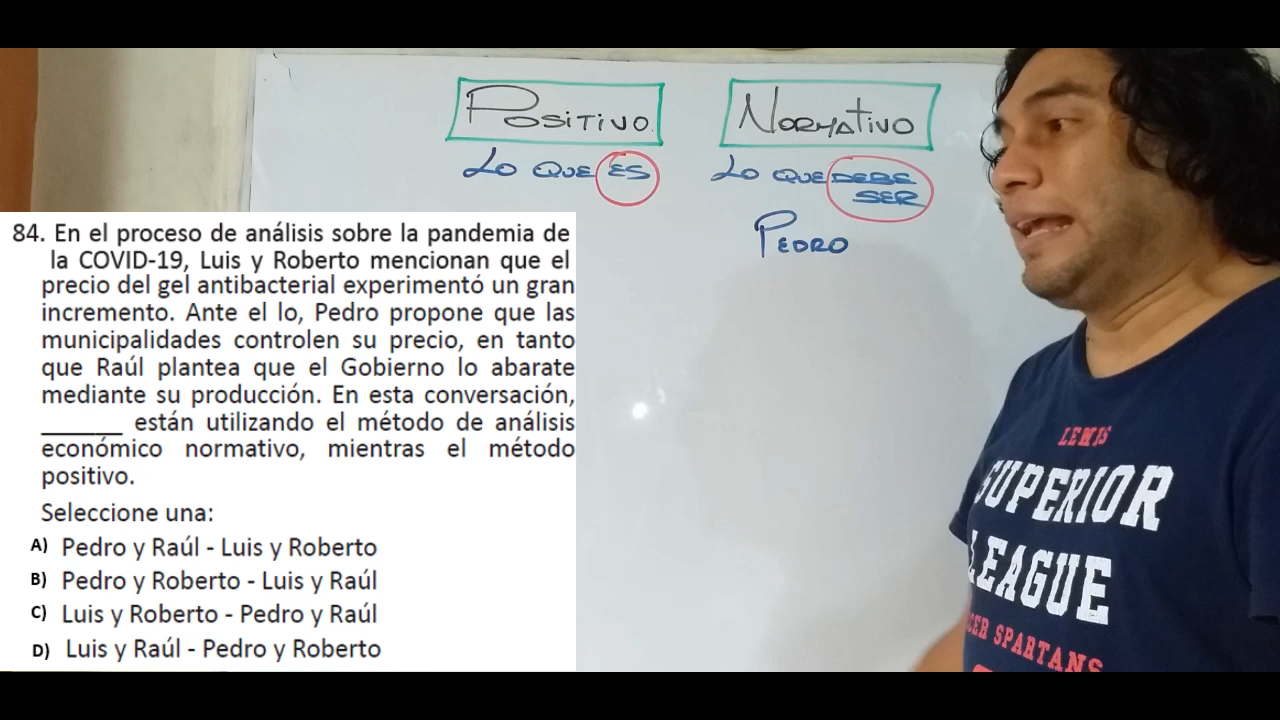 POSITIVO
NORMATIVO
LO QUE ES
LO QUE DEBE
SER
PEDRO
84. En el proceso de análisis sobre la pandemia de
la COVID-19, Luis y Roberto mencionan que el
precio del gel antibacterial experimentó un gran
incremento. Ante el lo, Pedro propone que las
municipalidades controlen su precio, en tanto
que Raúl plantea que el Gobierno lo abarate
mediante su producción. En esta conversación,
______ están utilizando el método de análisis
económico normativo, mientras el método
positivo.
Seleccione una:
A) Pedro y Raúl - Luis y Roberto
B) Pedro y Roberto - Luis y Raúl
C) Luis y Roberto - Pedro y Raúl
D) Luis y Raúl - Pedro y Roberto
SUPERIOR
LEAGUE
SPARTANS